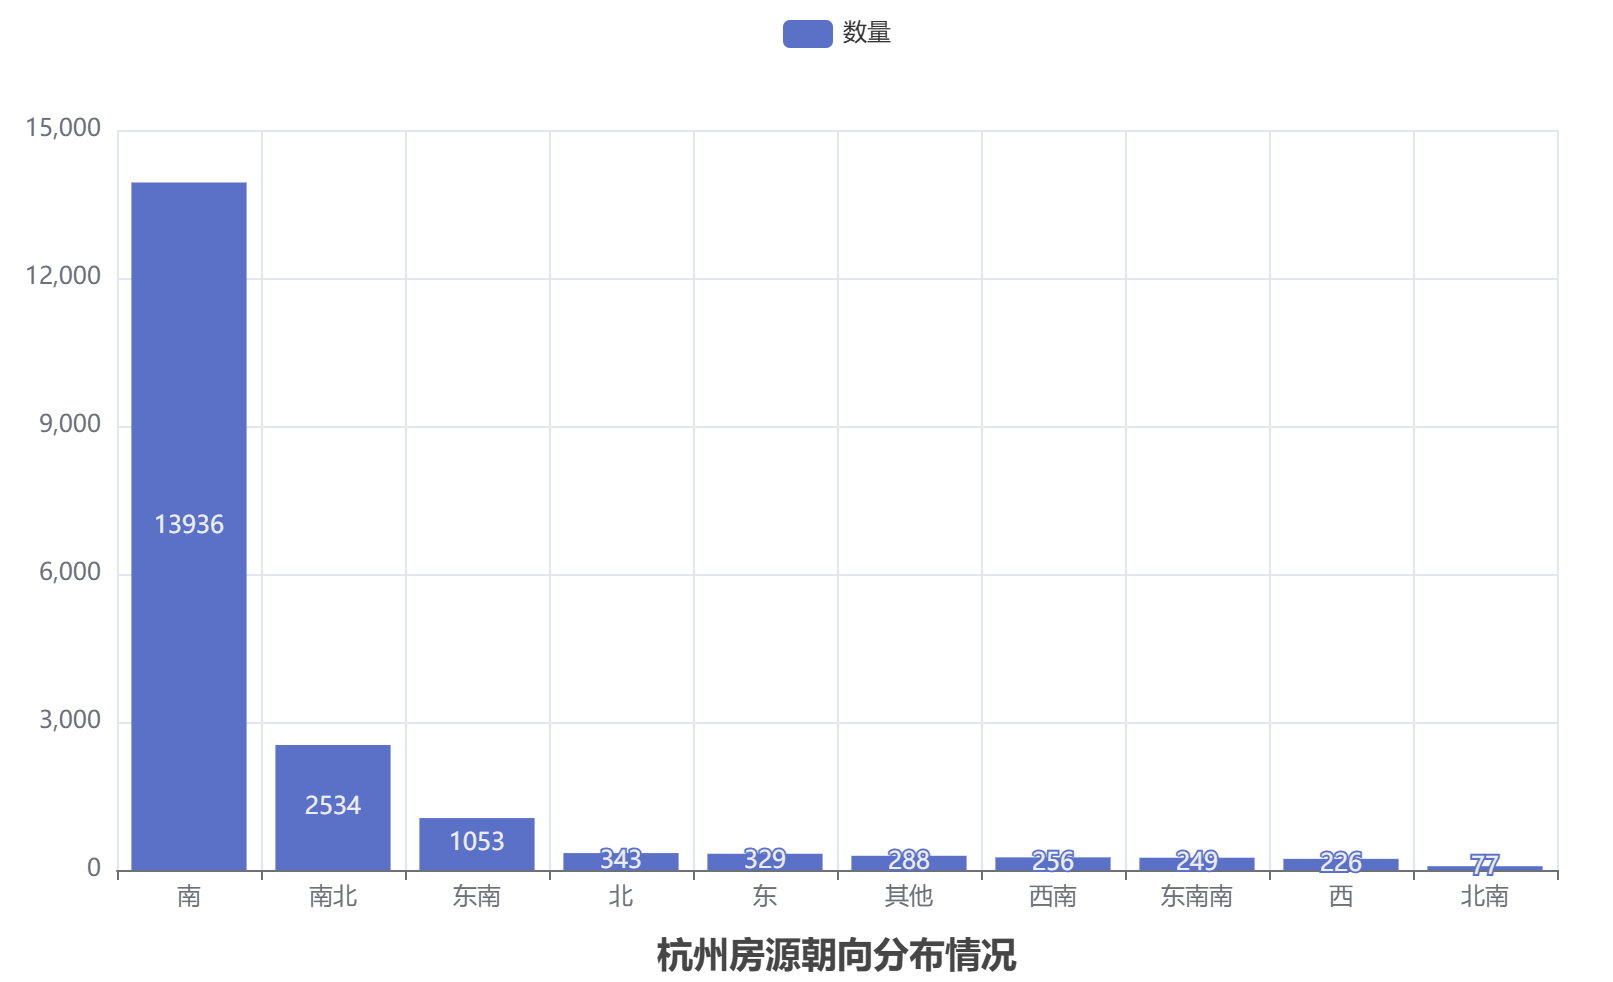 数量
15,000
12,000
9,000
6,000
3,000
0
13936
2534
1053
343
329
288
256
249
226
77
南
南北
东南
北
东
其他
西南
东南南
西
北南
杭州房源朝向分布情况